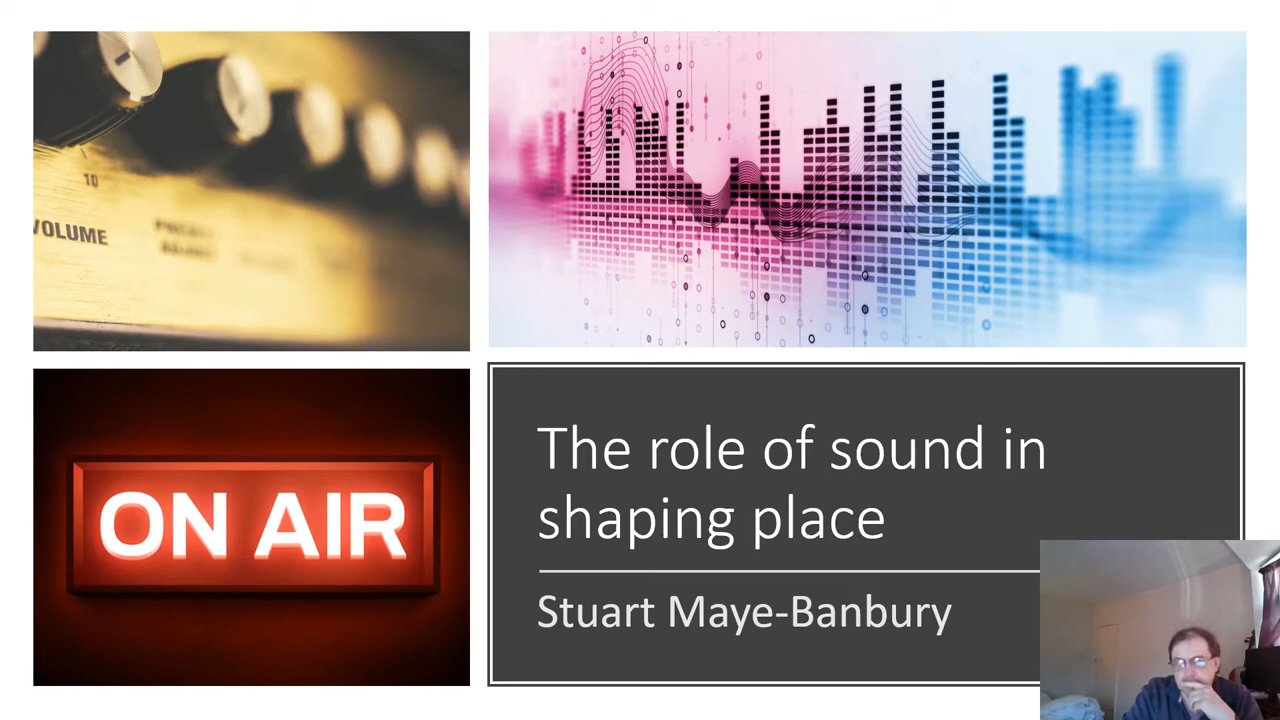 10
VOLUME
ON AIR
The role of sound in
shaping place
Stuart Maye-Banbury